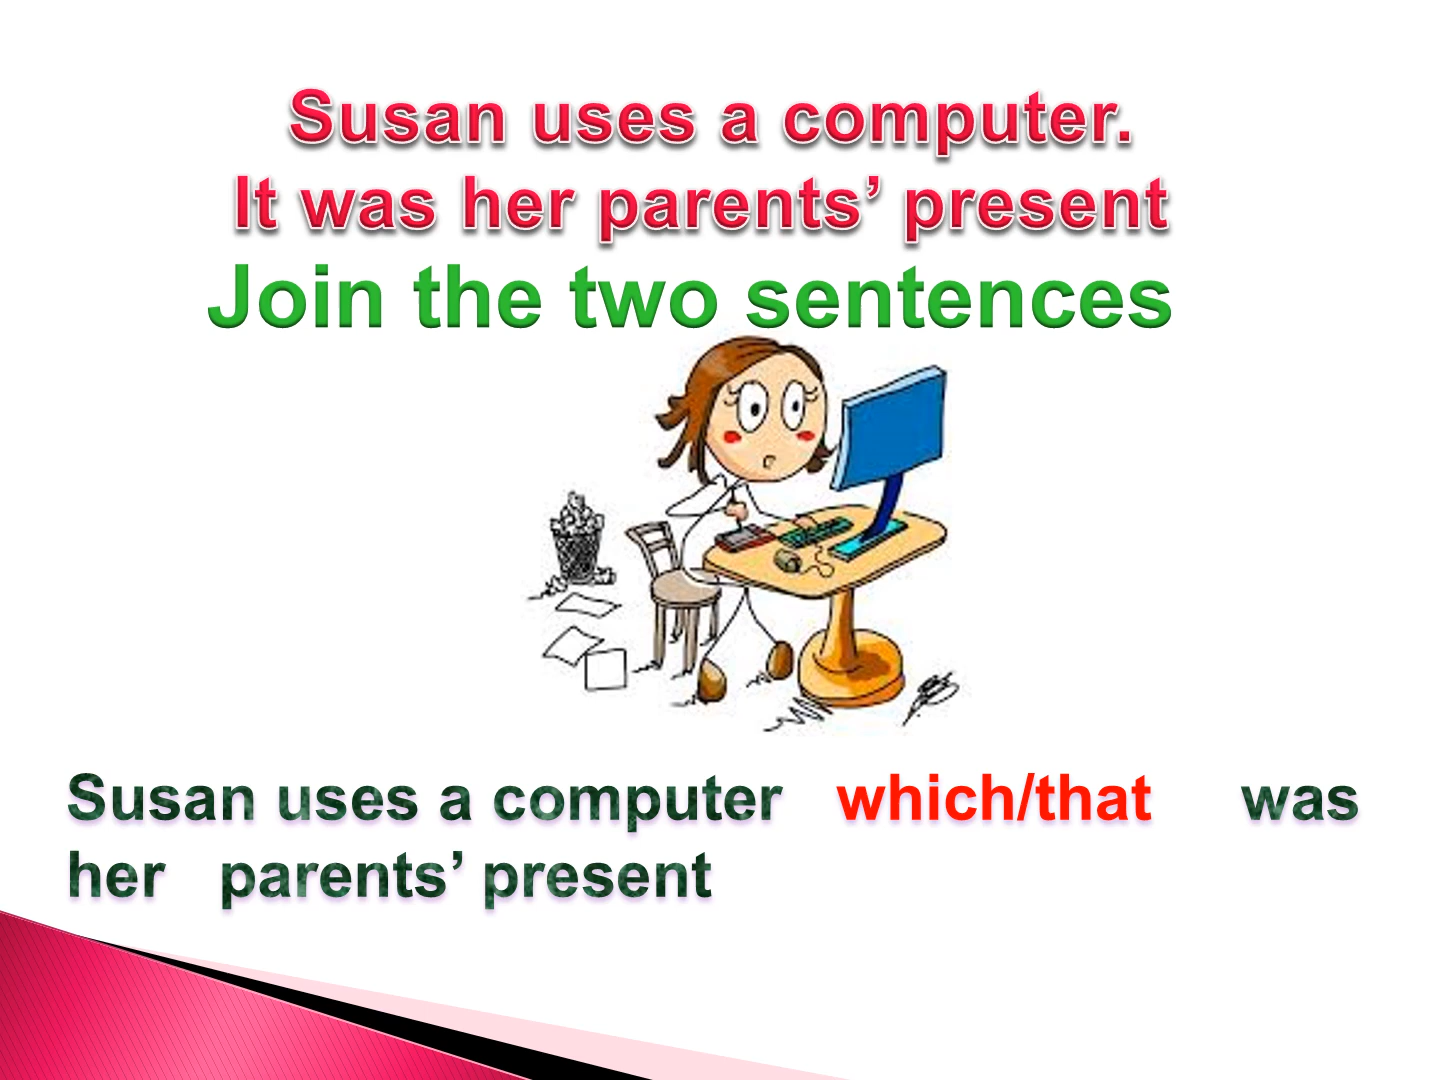 Susan uses a computer.
It was her parents’ present
Join the two sentences
Susan uses a computer which/that was
her parents’ present